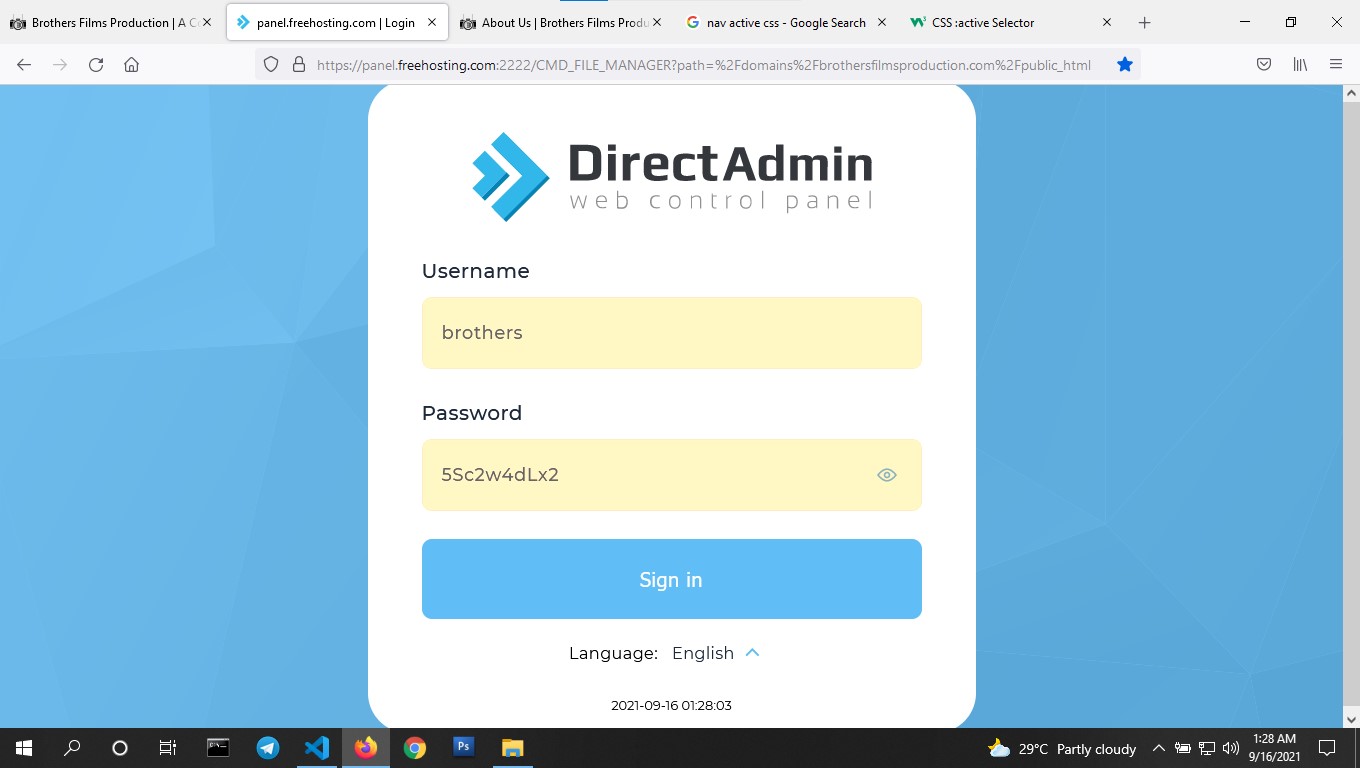 Brothers Films Production | A C
panel.freehosting.com | Login
About Us | Brothers Films Produ
nav active css - Google Search
CSS :active Selector
https://panel.freehosting.com:2222/CMD_FILE_MANAGER?path=%2Fdomains%2Fbrothersfilmsproduction.com%2Fpublic_html
DirectAdmin
web control panel
Username
brothers
Password
5Sc2w4dLx2
Sign in
Language: English
2021-09-16 01:28:03
Ps
29°C Partly cloudy
1:28 AM
9/16/2021